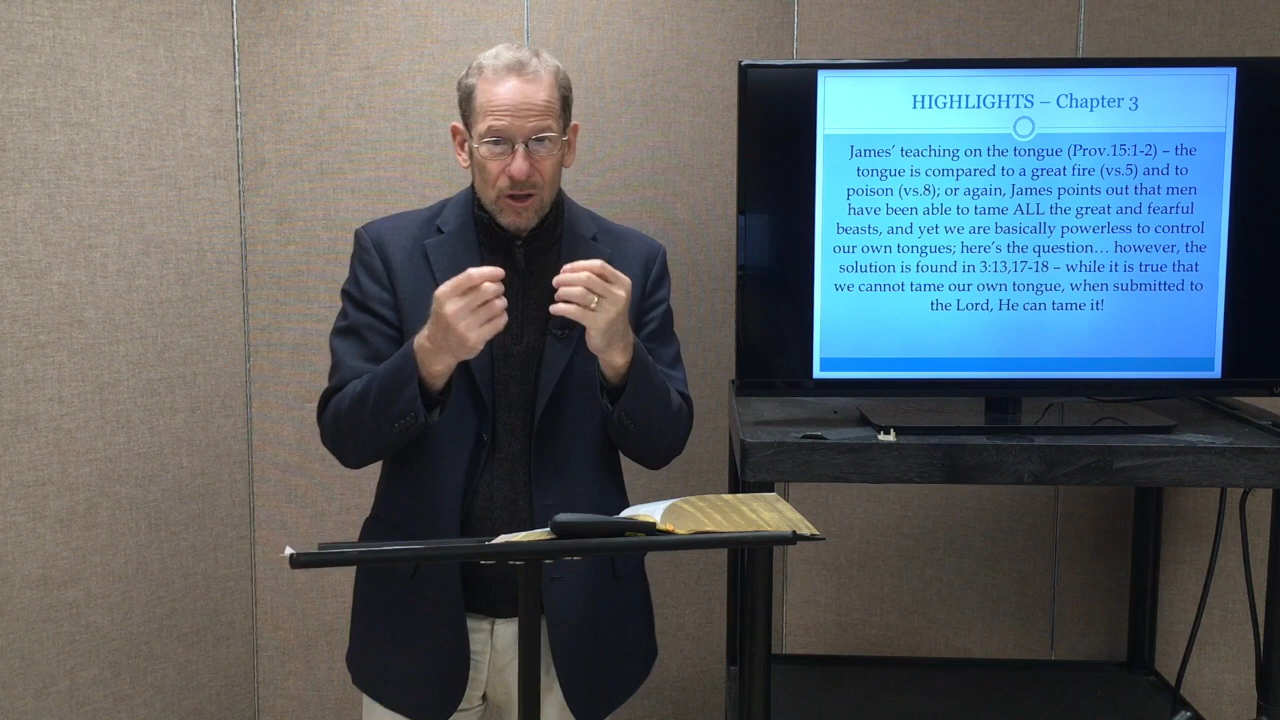 HIGHLIGHTS – Chapter 3
James’ teaching on the tongue (Prov.15:1-2) – the
tongue is compared to a great fire (vs.5) and to
poison (vs.8); or again, James points out that men
have been able to tame ALL the great and fearful
beasts, and yet we are basically powerless to control
our own tongues; here’s the question… however, the
solution is found in 3:13,17-18 – while it is true that
we cannot tame our own tongue, when submitted to
the Lord, He can tame it!